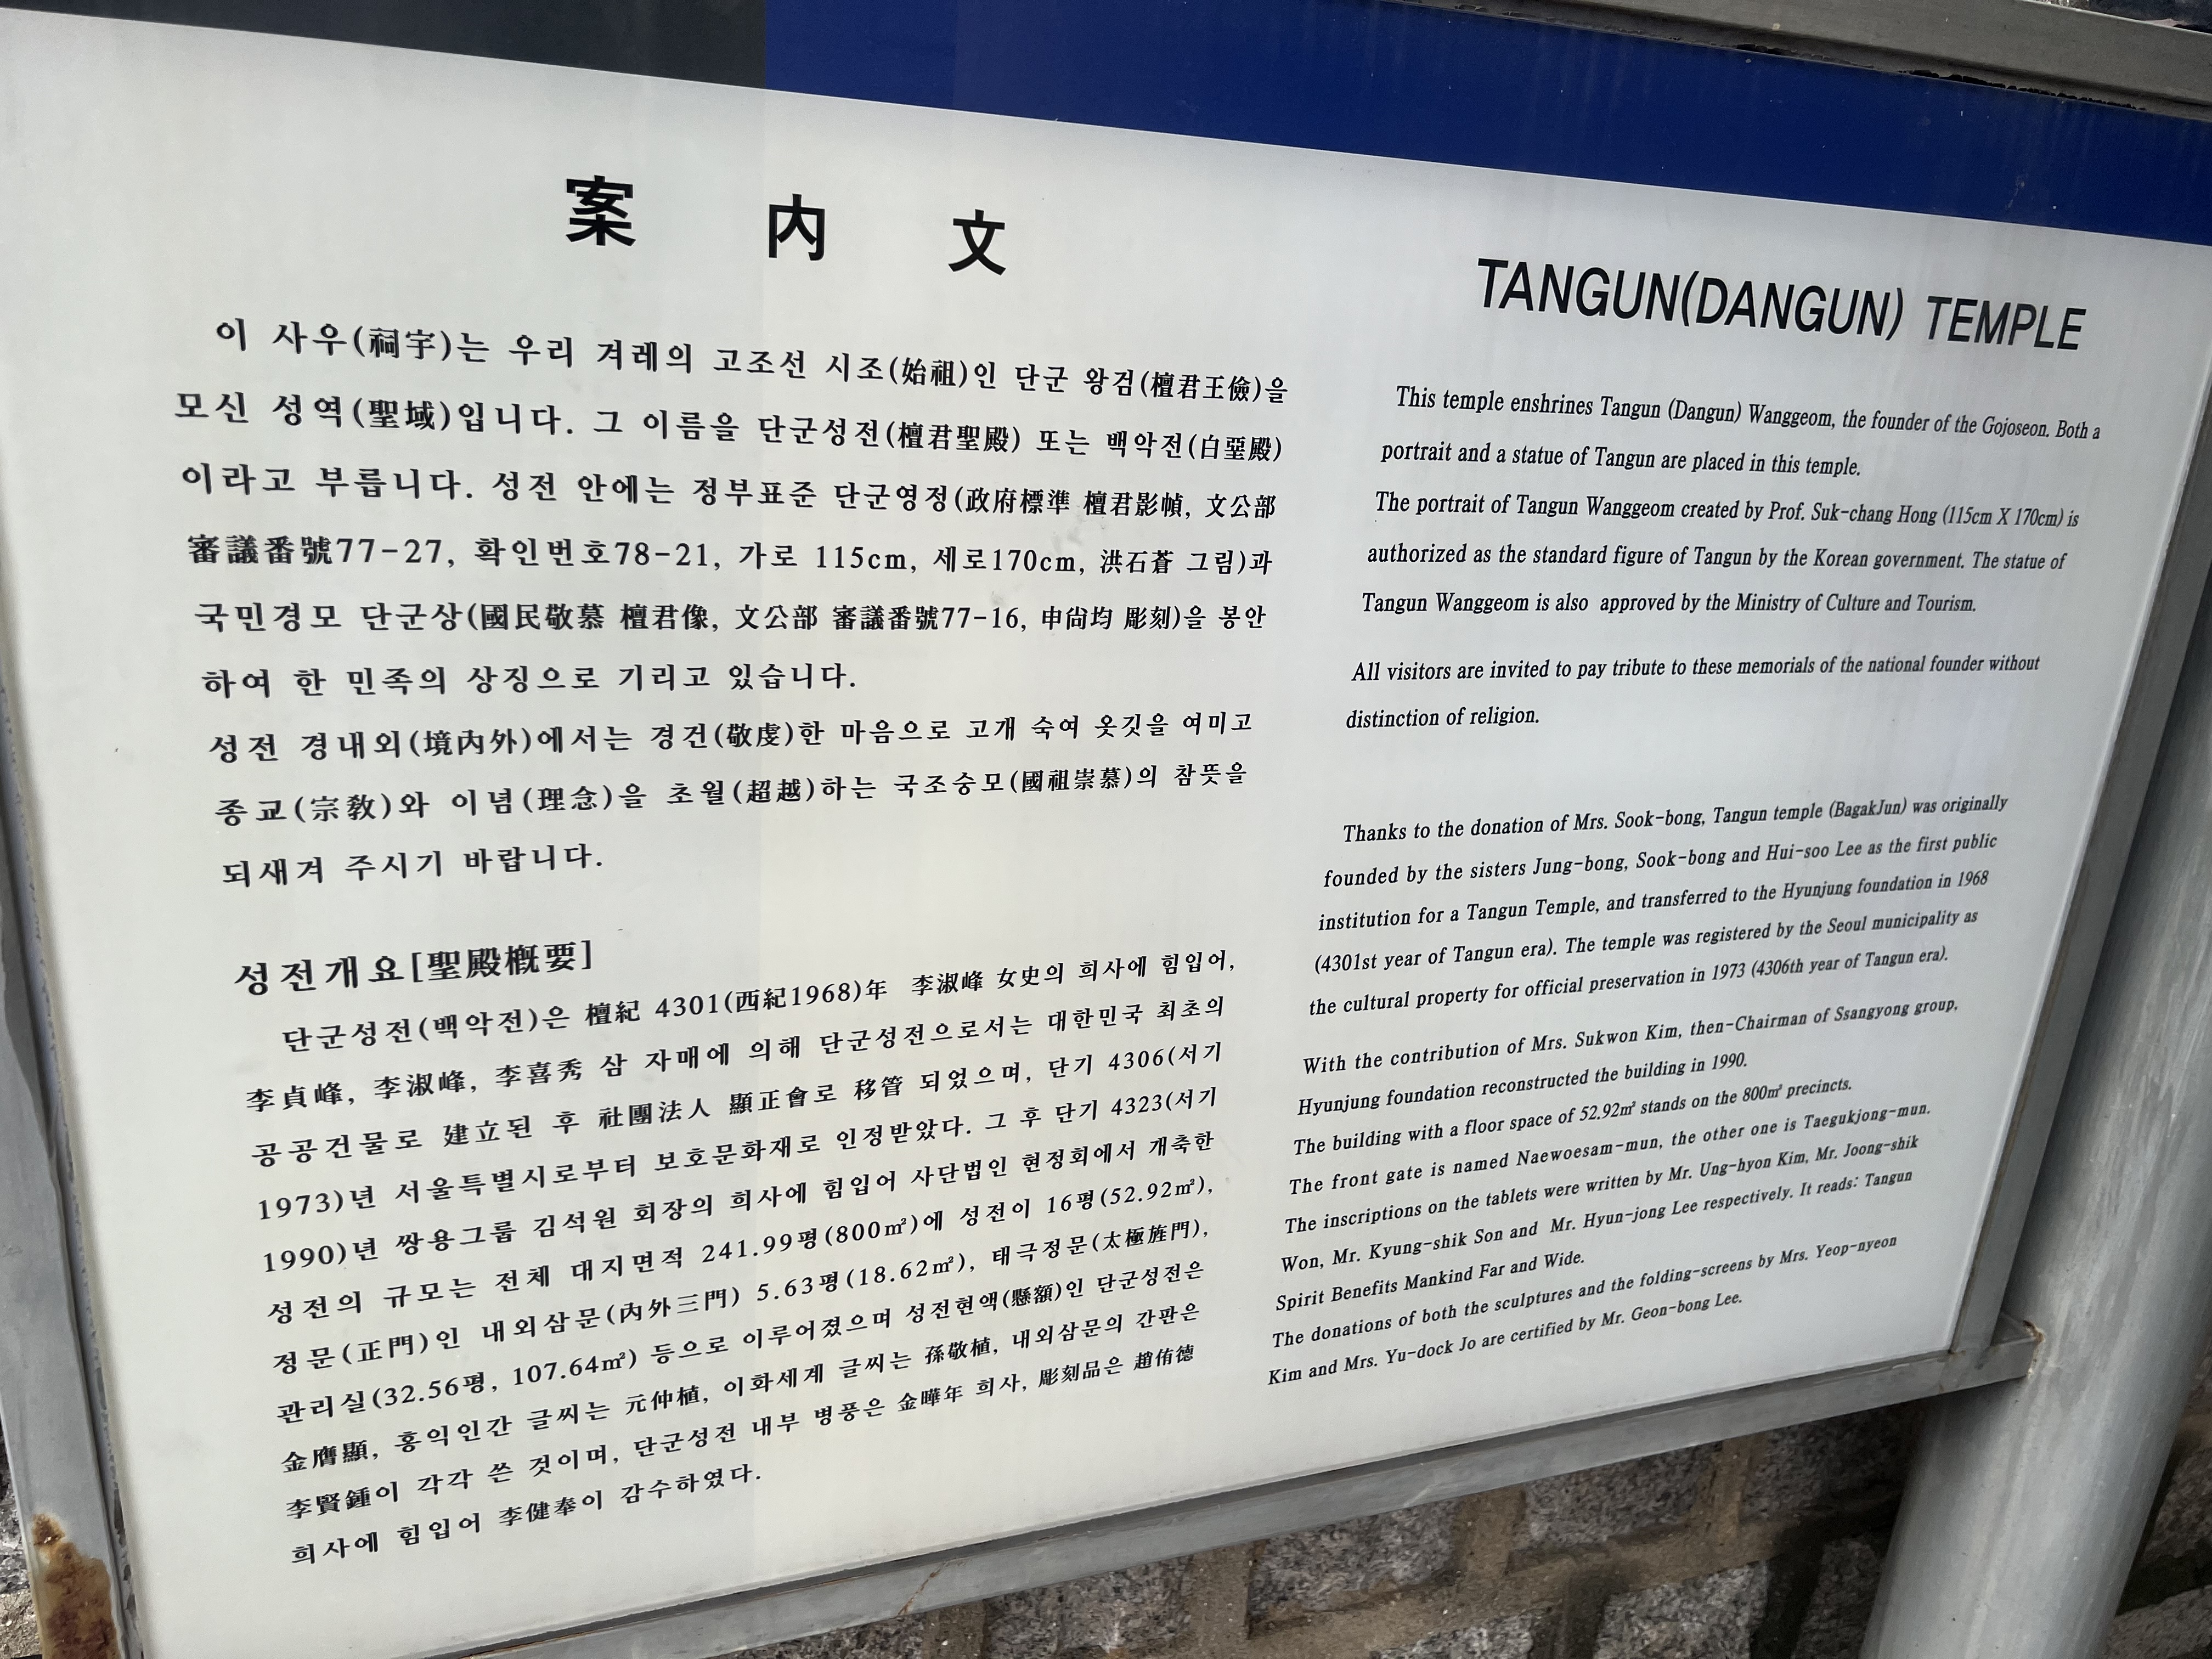 案 内 文
이 사우(祠宇)는 우리 겨레의 고조선 시조(始祖)인 단군 왕검(檀君王儉)을
모신 성역(聖域)입니다. 그 이름을 단군성전(檀君聖殿) 또는 백악전(白堊殿)
이라고 부릅니다. 성전 안에는 정부표준 단군영정(政府標準 檀君影幀, 文公部
審議番號77-27, 확인번호78-21, 가로 115cm, 세로170cm, 洪石蒼 그림)과
국민경모 단군상(國民敬慕 檀君像, 文公部 審議番號77-16, 申尙均 彫刻)을 봉안
하여 한 민족의 상징으로 기리고 있습니다.
성전 경내외(境內外)에서는 경건(敬虔)한 마음으로 고개 숙여 옷깃을 여미고
종교(宗敎)와 이념(理念)을 초월(超越)하는 국조숭모(國祖崇慕)의 참뜻을
되새겨 주시기 바랍니다.
성전개요[聖殿槪要]
단군성전(백악전)은 檀紀 4301(西紀1968)年 李淑峰 女史의 희사에 힘입어,
李貞峰, 李淑峰, 李喜秀 삼 자매에 의해 단군성전으로서는 대한민국 최초의
공공건물로 建立된 후 社團法人 顯正會로 移管 되었으며, 단기 4306(서기
1973)년 서울특별시로부터 보호문화재로 인정받았다. 그 후 단기 4323(서기
1990)년 쌍용그룹 김석원 회장의 희사에 힘입어 사단법인 현정회에서 개축한
성전의 규모는 전체 대지면적 241.99평(800㎡)에 성전이 16평(52.92㎡),
정문(正門)인 내외삼문(內外三門) 5.63평(18.62㎡), 태극정문(太極旌門),
관리실(32.56평, 107.64㎡) 등으로 이루어졌으며 성전현액(懸額)인 단군성전은
金膺顯, 홍익인간 글씨는 元仲植, 이화세계 글씨는 孫敬植, 내외삼문의 간판은
李賢鍾이 각각 쓴 것이며, 단군성전 내부 병풍은 金曄年 희사, 彫刻品은 趙侑德
희사에 힘입어 李健奉이 감수하였다.
TANGUN(DANGUN) TEMPLE
This temple enshrines Tangun (Dangun) Wanggeom, the founder of the Gojoseon. Both a
portrait and a statue of Tangun are placed in this temple.
The portrait of Tangun Wanggeom created by Prof. Suk-chang Hong (115cm X 170cm) is
authorized as the standard figure of Tangun by the Korean government. The statue of
Tangun Wanggeom is also approved by the Ministry of Culture and Tourism.
All visitors are invited to pay tribute to these memorials of the national founder without
distinction of religion.
Thanks to the donation of Mrs. Sook-bong, Tangun temple (BagakJun) was originally
founded by the sisters Jung-bong, Sook-bong and Hui-soo Lee as the first public
institution for a Tangun Temple, and transferred to the Hyunjung foundation in 1968
(4301st year of Tangun era). The temple was registered by the Seoul municipality as
the cultural property for official preservation in 1973 (4306th year of Tangun era).
With the contribution of Mrs. Sukwon Kim, then-Chairman of Ssangyong group,
Hyunjung foundation reconstructed the building in 1990.
The building with a floor space of 52.92㎡ stands on the 800㎡ precincts.
The front gate is named Naewoesam-mun, the other one is Taegukjong-mun.
The inscriptions on the tablets were written by Mr. Ung-hyon Kim, Mr. Joong-shik
Won, Mr. Kyung-shik Son and Mr. Hyun-jong Lee respectively. It reads: Tangun
Spirit Benefits Mankind Far and Wide.
The donations of both the sculptures and the folding-screens by Mrs. Yeop-nyeon
Kim and Mrs. Yu-dock Jo are certified by Mr. Geon-bong Lee.